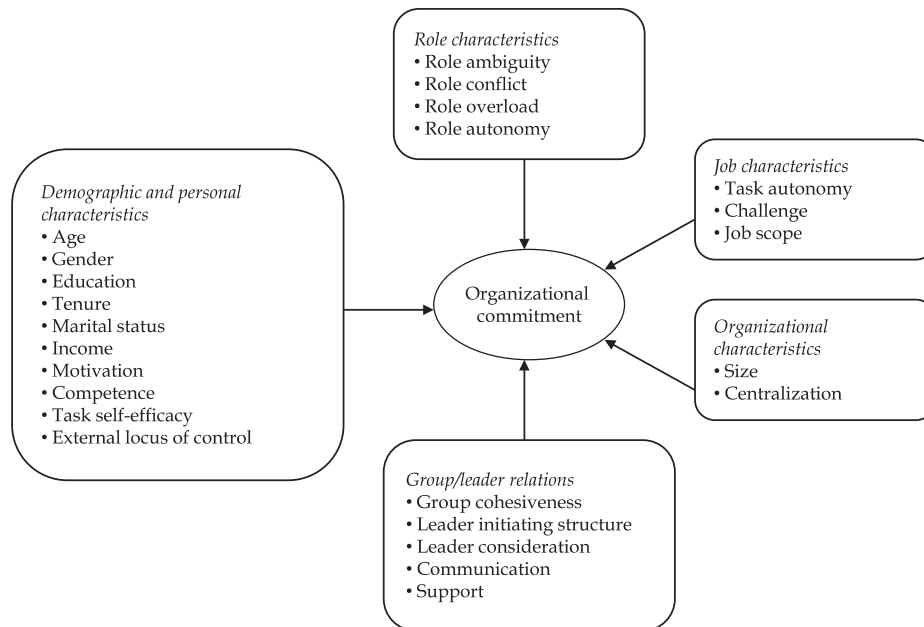 Role characteristics
• Role ambiguity
• Role conflict
• Role overload
• Role autonomy
Demographic and personal
characteristics
• Age
• Gender
• Education
• Tenure
• Marital status
• Income
• Motivation
• Competence
• Task self-efficacy
• External locus of control
Organizational
commitment
Job characteristics
• Task autonomy
• Challenge
• Job scope
Organizational
characteristics
• Size
• Centralization
Group/leader relations
• Group cohesiveness
• Leader initiating structure
• Leader consideration
• Communication
• Support